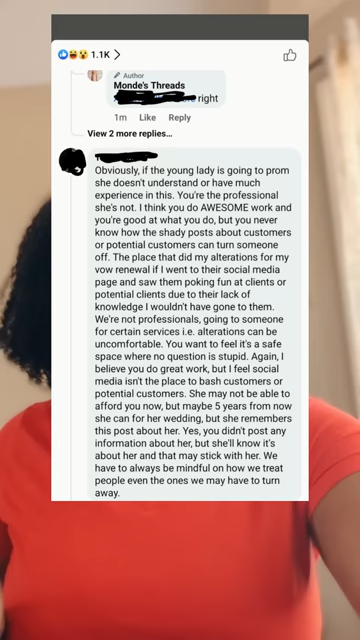 1.1K
Author
Monde's Threads
right
1m Like Reply
View 2 more replies...
Obviously, if the young lady is going to prom
she doesn't understand or have much
experience in this. You're the professional
she's not. I think you do AWESOME work and
you're good at what you do, but you never
know how the shady posts about customers
or potential customers can turn someone
off. The place that did my alterations for my
vow renewal if I went to their social media
page and saw them poking fun at clients or
potential clients due to their lack of
knowledge I wouldn't have gone to them.
We're not professionals, going to someone
for certain services i.e. alterations can be
uncomfortable. You want to feel it's a safe
space where no question is stupid. Again, I
believe you do great work, but I feel social
media isn't the place to bash customers or
potential customers. She may not be able to
afford you now, but maybe 5 years from now
she can for her wedding, but she remembers
this post about her. Yes, you didn't post any
information about her, but she'll know it's
about her and that may stick with her. We
have to always be mindful on how we treat
people even the ones we may have to turn
away.